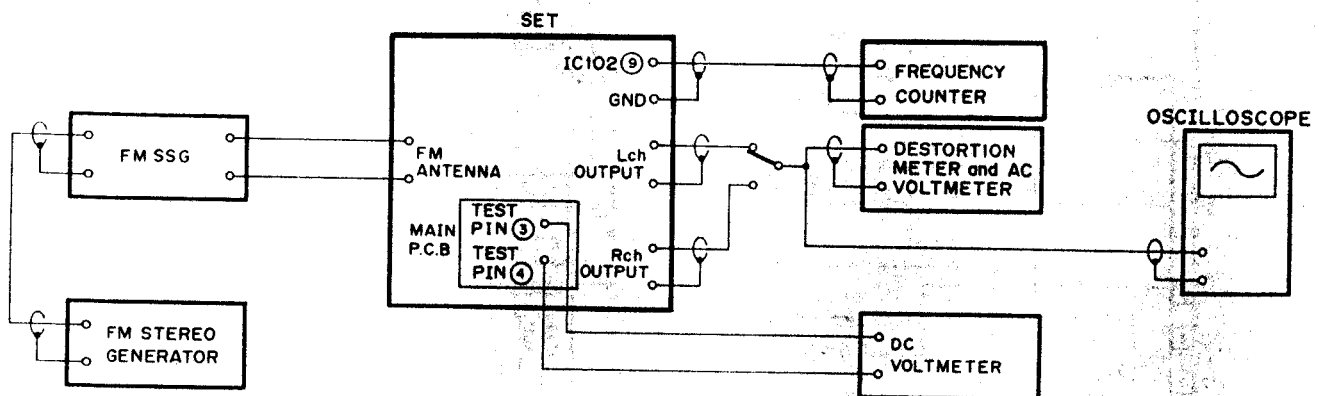 SET
IC102 ⑨
GND
Lch
OUTPUT
Rch
OUTPUT
FM
ANTENNA
MAIN
P.C.B
TEST
PIN ③
TEST
PIN ④
FM SSG
FM STEREO
GENERATOR
FREQUENCY
COUNTER
DESTORTION
METER and AC
VOLTMETER
OSCILLOSCOPE
DC
VOLTMETER